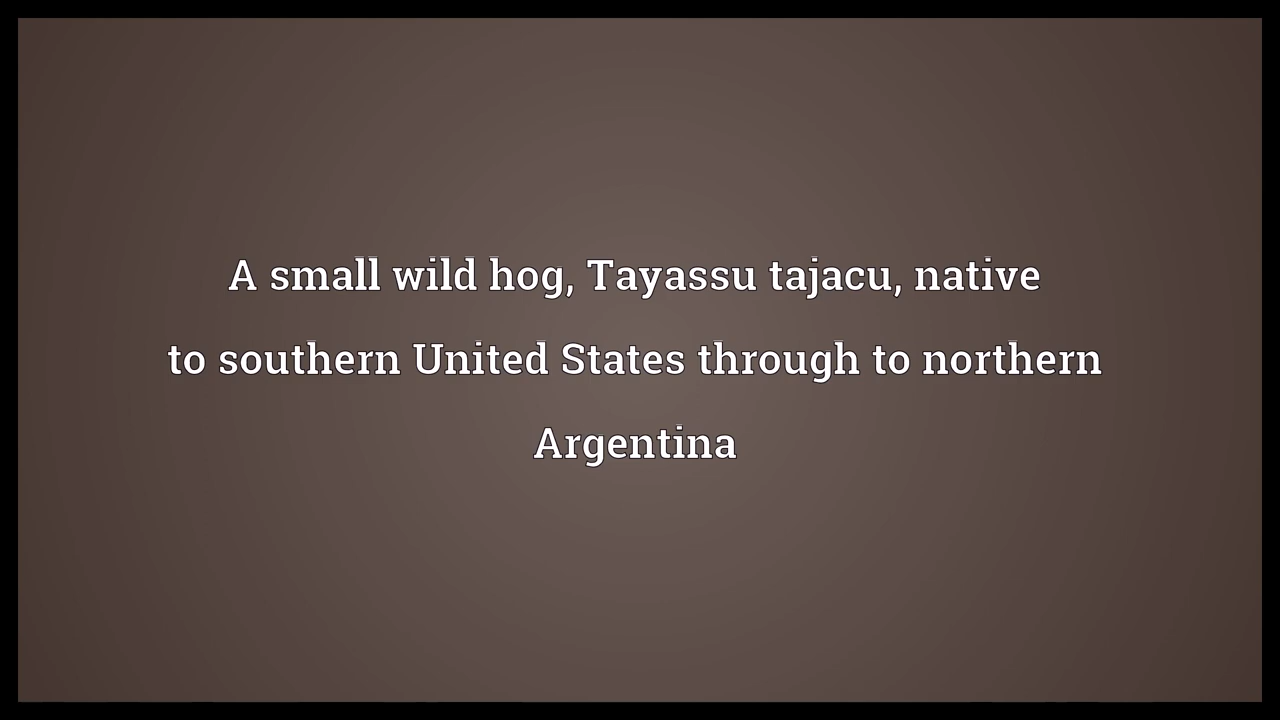 A small wild hog, Tayassu tajacu, native
to southern United States through to northern
Argentina